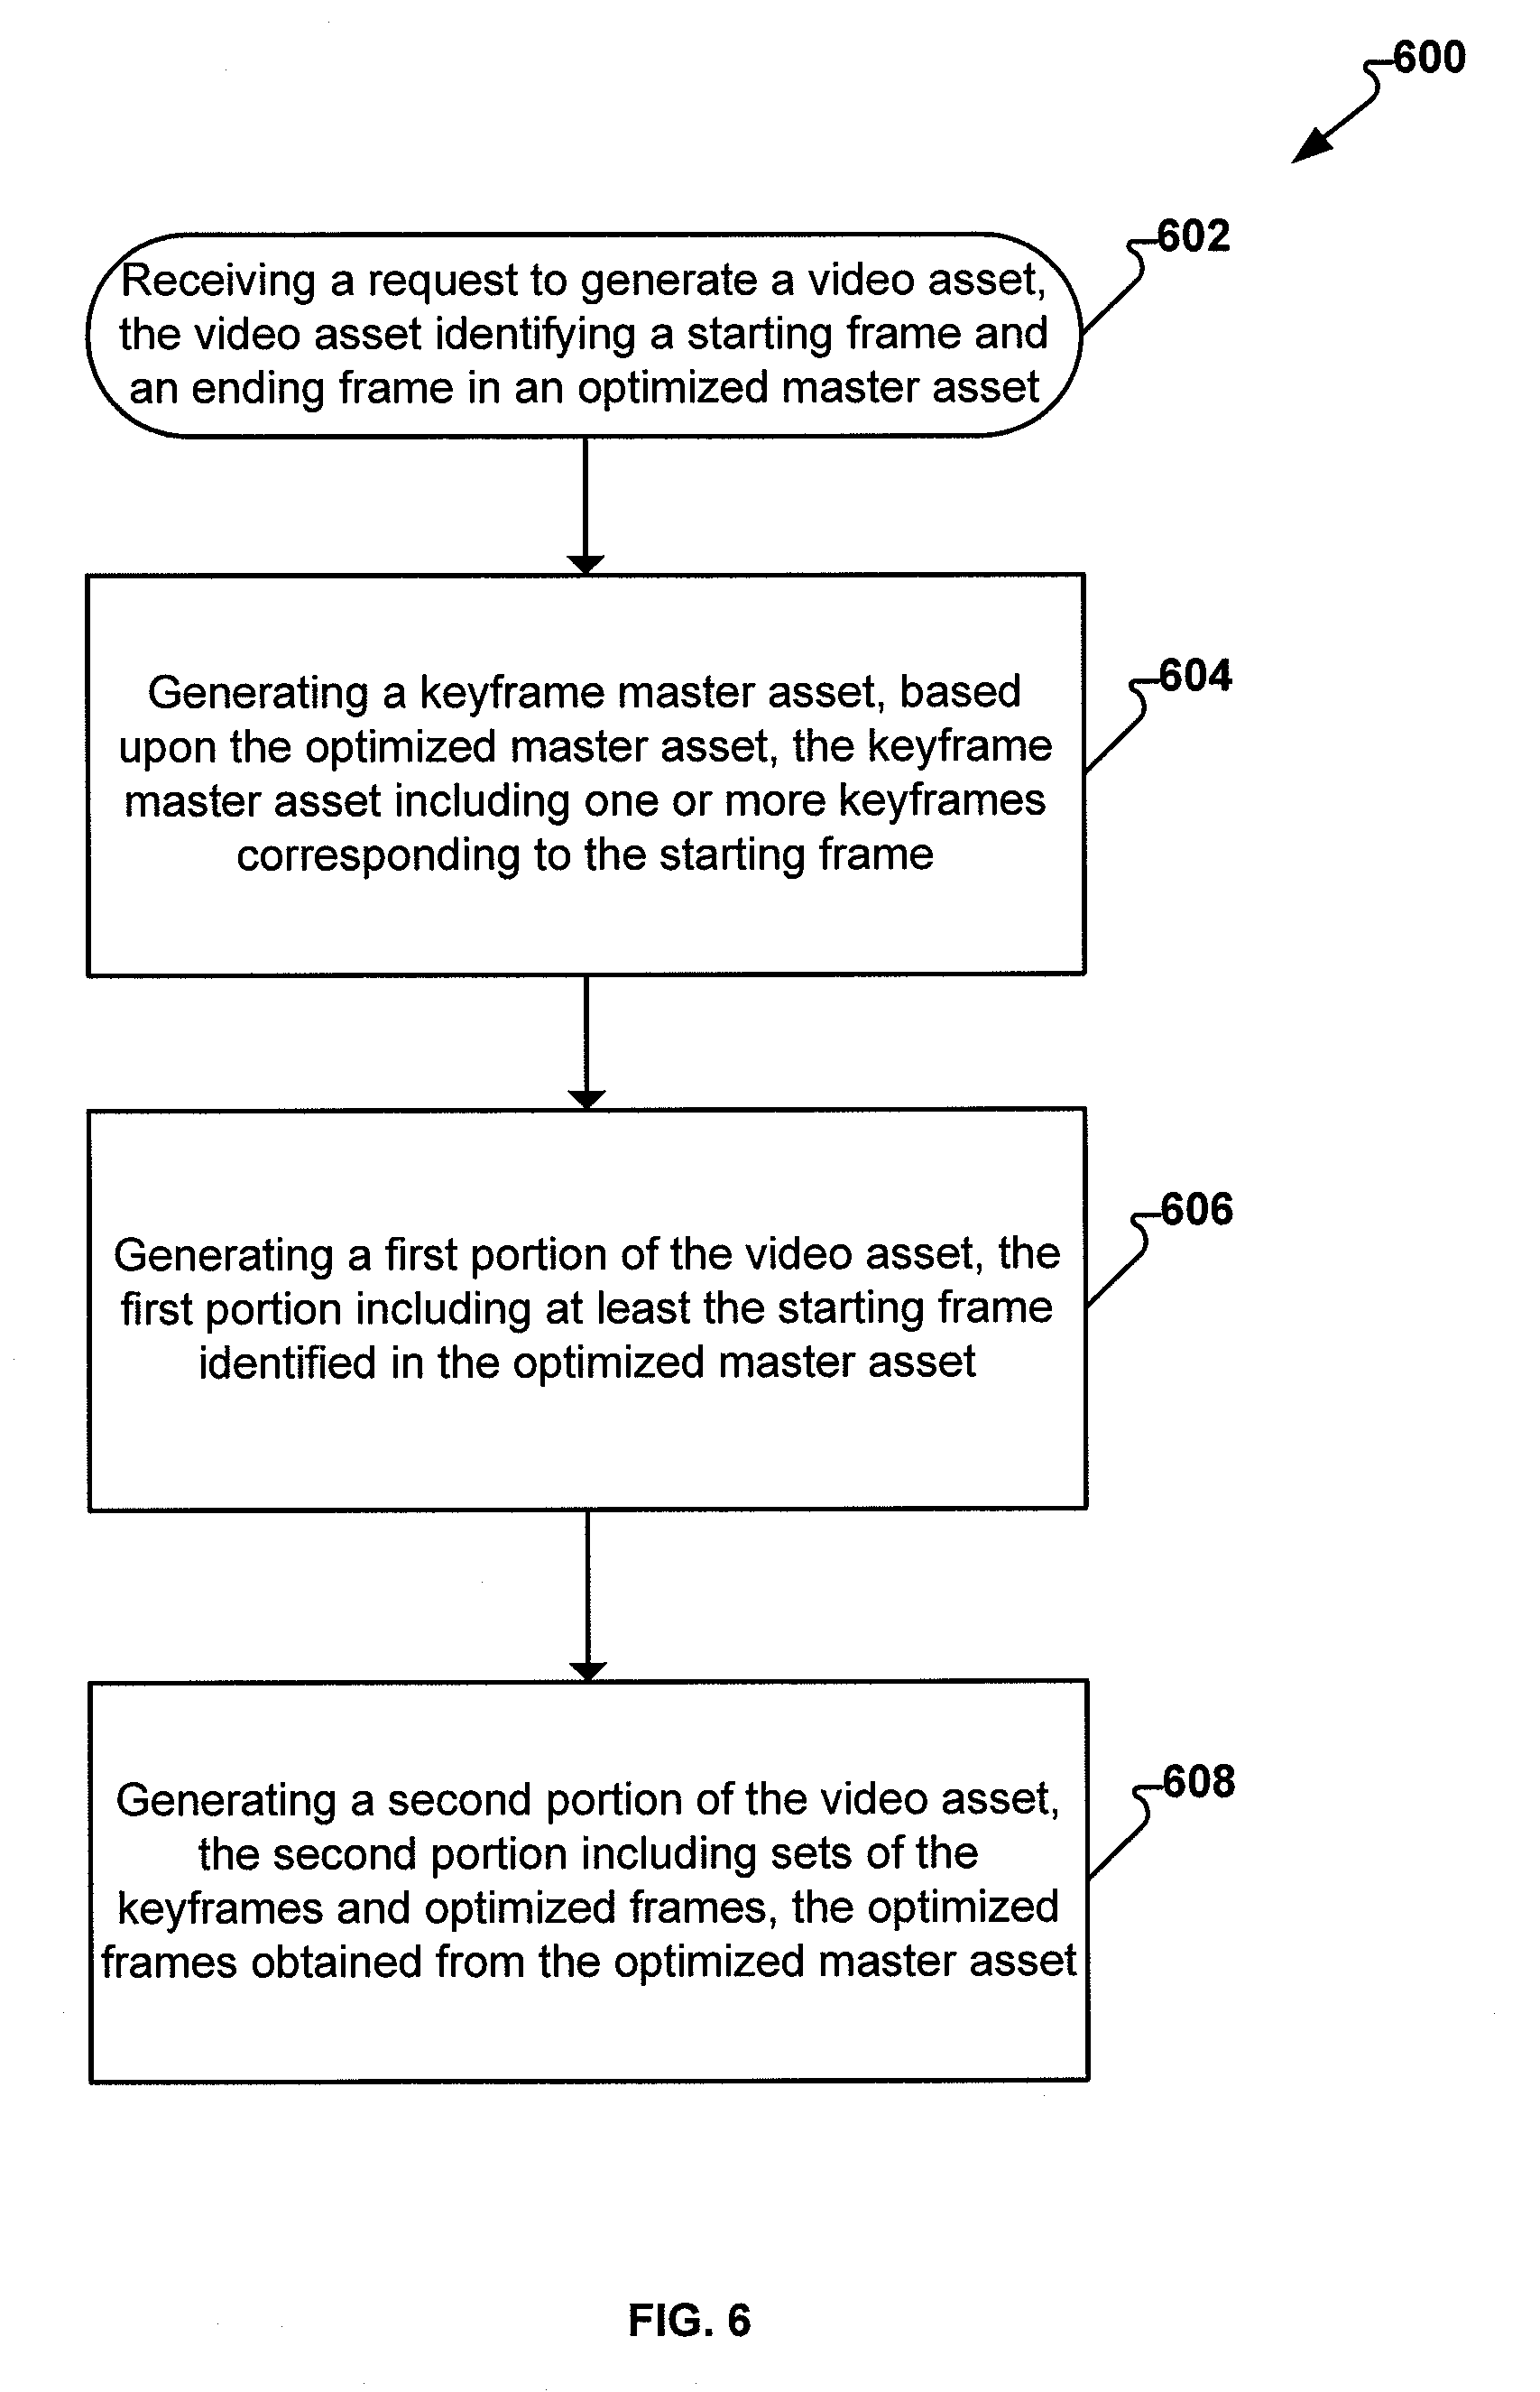 600
602
Receiving a request to generate a video asset,
the video asset identifying a starting frame and
an ending frame in an optimized master asset
604
Generating a keyframe master asset, based
upon the optimized master asset, the keyframe
master asset including one or more keyframes
corresponding to the starting frame
606
Generating a first portion of the video asset, the
first portion including at least the starting frame
identified in the optimized master asset
608
Generating a second portion of the video asset,
the second portion including sets of the
keyframes and optimized frames, the optimized
frames obtained from the optimized master asset
FIG. 6